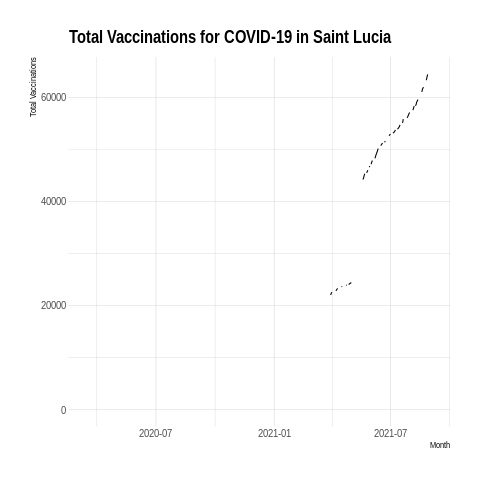 Total Vaccinations for COVID-19 in Saint Lucia
Total Vaccinations
60000
40000
20000
0
2020-07 2021-01 2021-07
Month